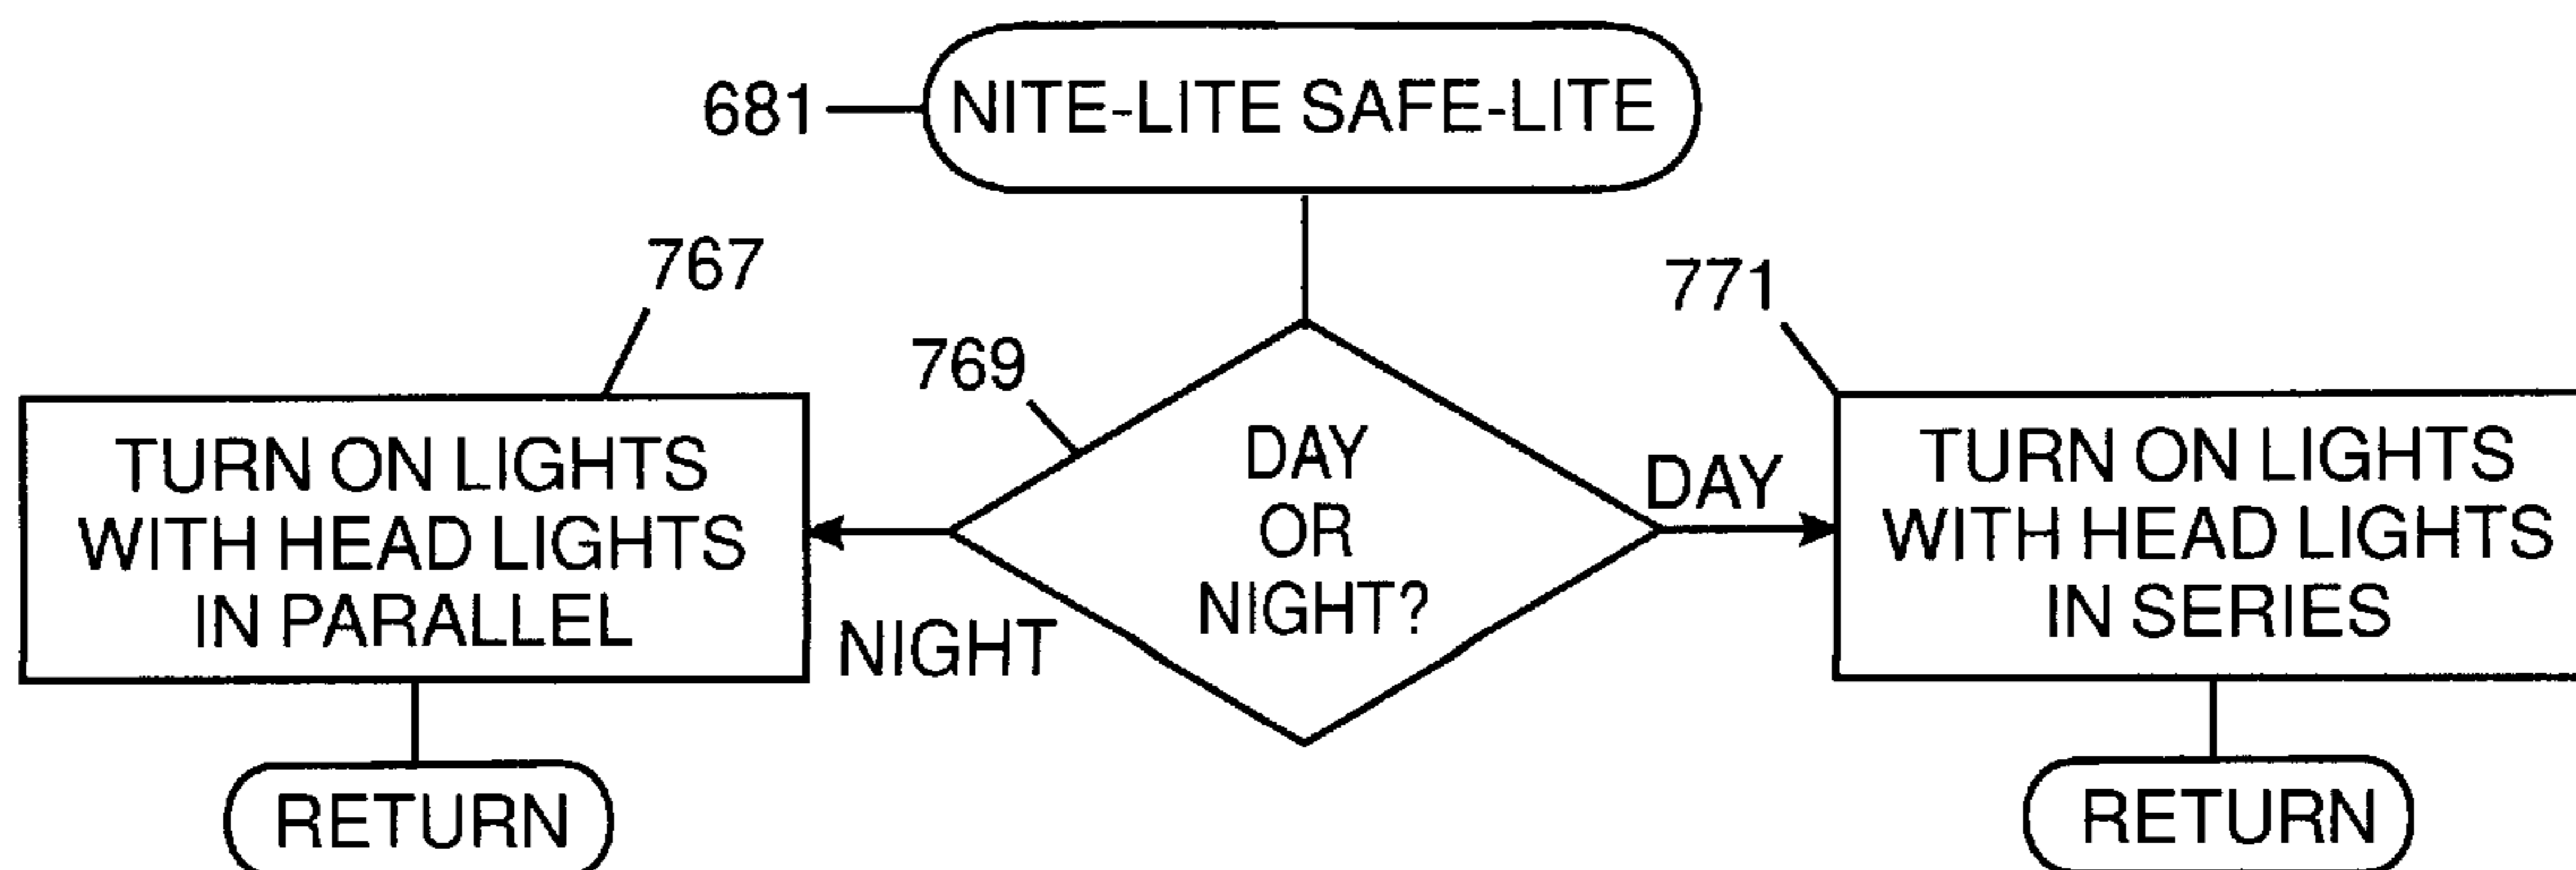 681
NITE-LITE SAFE-LITE
767
769
771
TURN ON LIGHTS
WITH HEAD LIGHTS
IN PARALLEL
NIGHT
DAY
OR
NIGHT?
DAY
TURN ON LIGHTS
WITH HEAD LIGHTS
IN SERIES
RETURN
RETURN